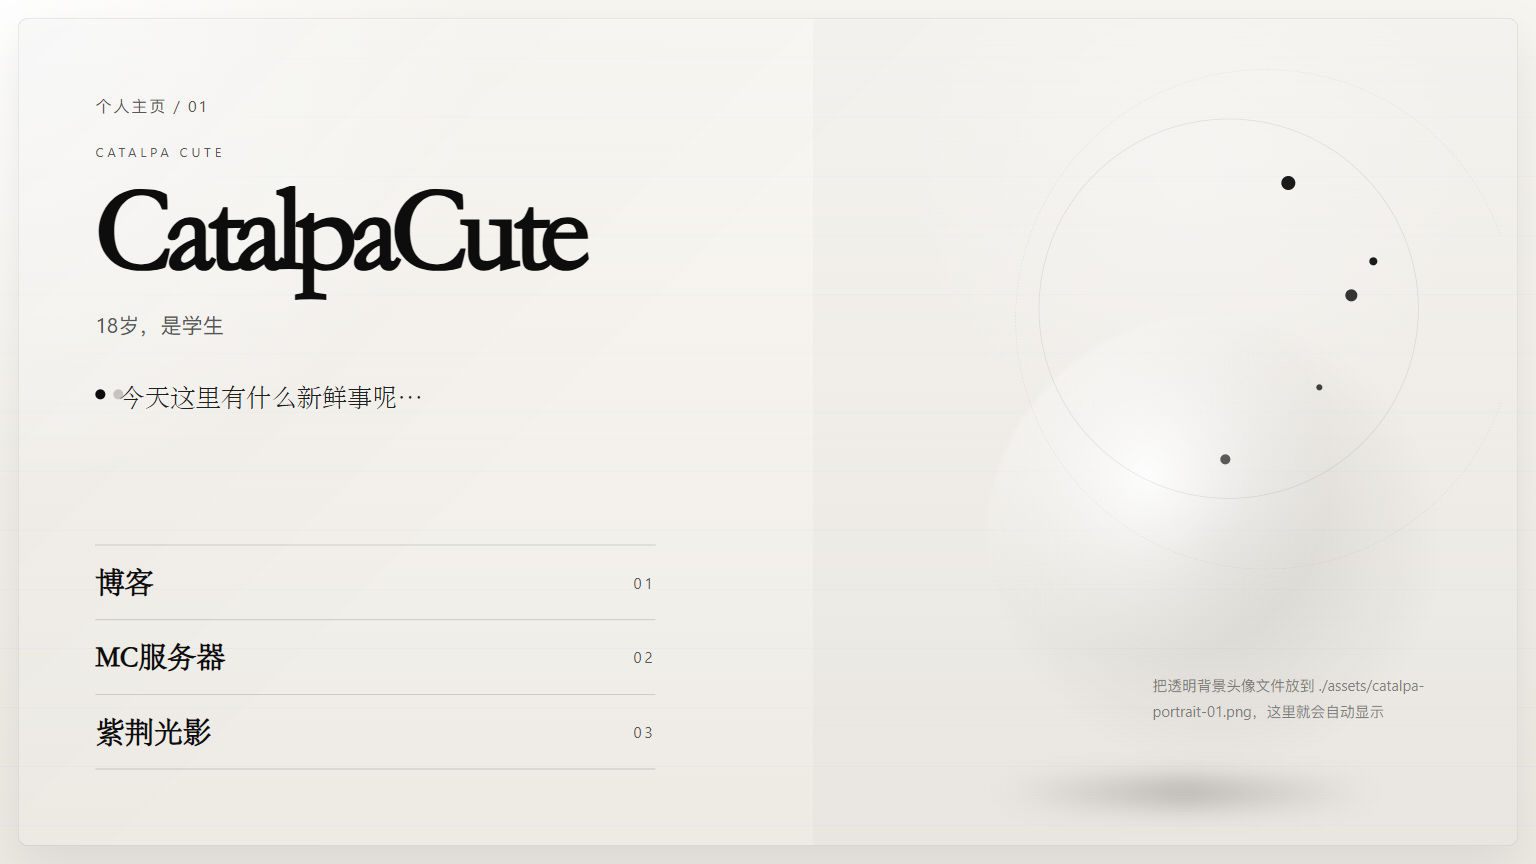 个人主页 / 01
CATALPA CUTE
CatalpaCute
18岁，是学生
今天这里有什么新鲜事呢…
博客 01
MC服务器 02
紫荆光影 03
把透明背景头像文件放到 ./assets/catalpa-
portrait-01.png，这里就会自动显示